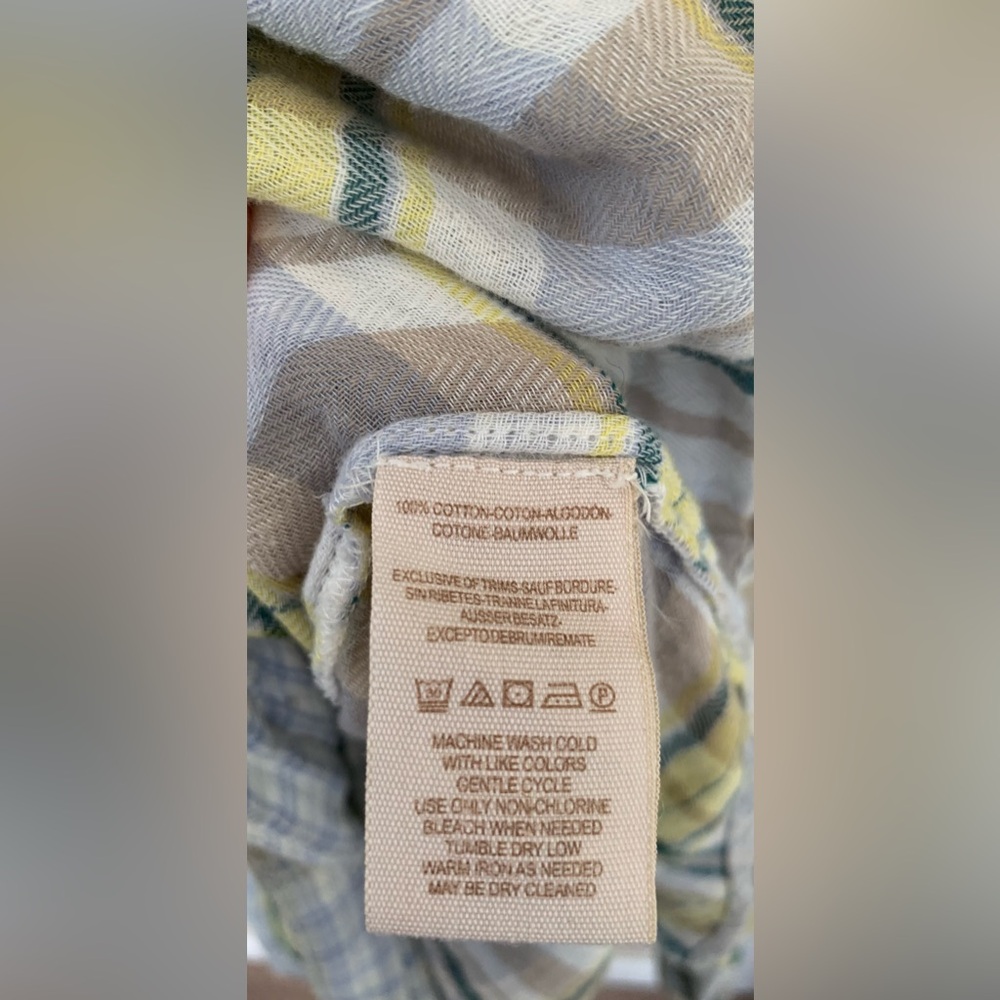 100% COTTON-COTON-ALGODON-
COTONE-BAUMWOLLE
EXCLUSIVE OF TRIMS-SAUF BORDURE-
SIN RIBETES-TRANNE LA FINITURA-
AUSSER BESATZ-
EXCEPTO DEBRUM/REMATE
30 P
MACHINE WASH COLD
WITH LIKE COLORS
GENTLE CYCLE
USE ONLY NON-CHLORINE
BLEACH WHEN NEEDED
TUMBLE DRY LOW
WARM IRON AS NEEDED
MAY BE DRY CLEANED